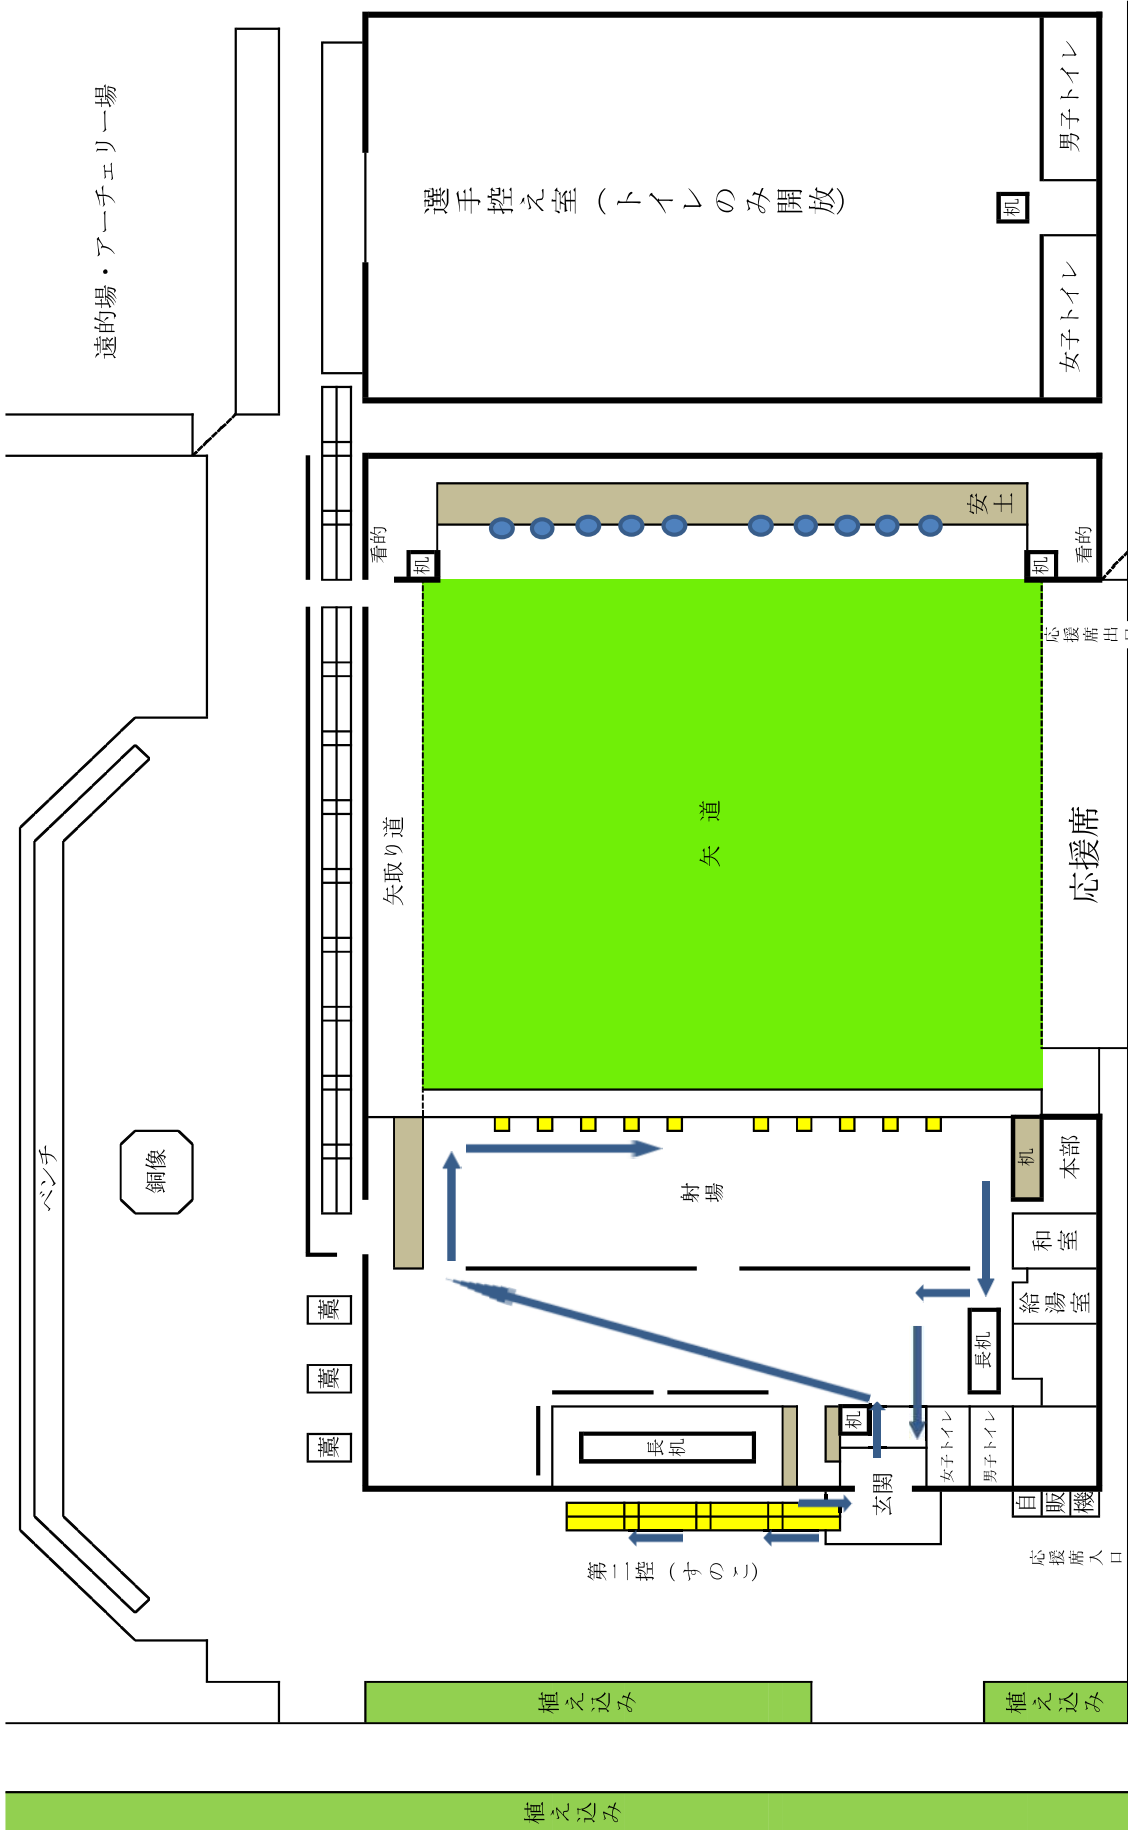 遠的場・アーチェリー場
選手控え室(トイレのみ開放)
男子トイレ
机
女子トイレ
看的
机
安土
机
看的
応援席出口
矢取り道
矢 道
応援席
ベンチ
銅像
射場
机
本部
和室
給湯室
長机
藁
藁
藁
長机
机
女子トイレ
男子トイレ
玄関
自販機
第二控(すのこ)
応援席入口
植え込み
植え込み
植え込み